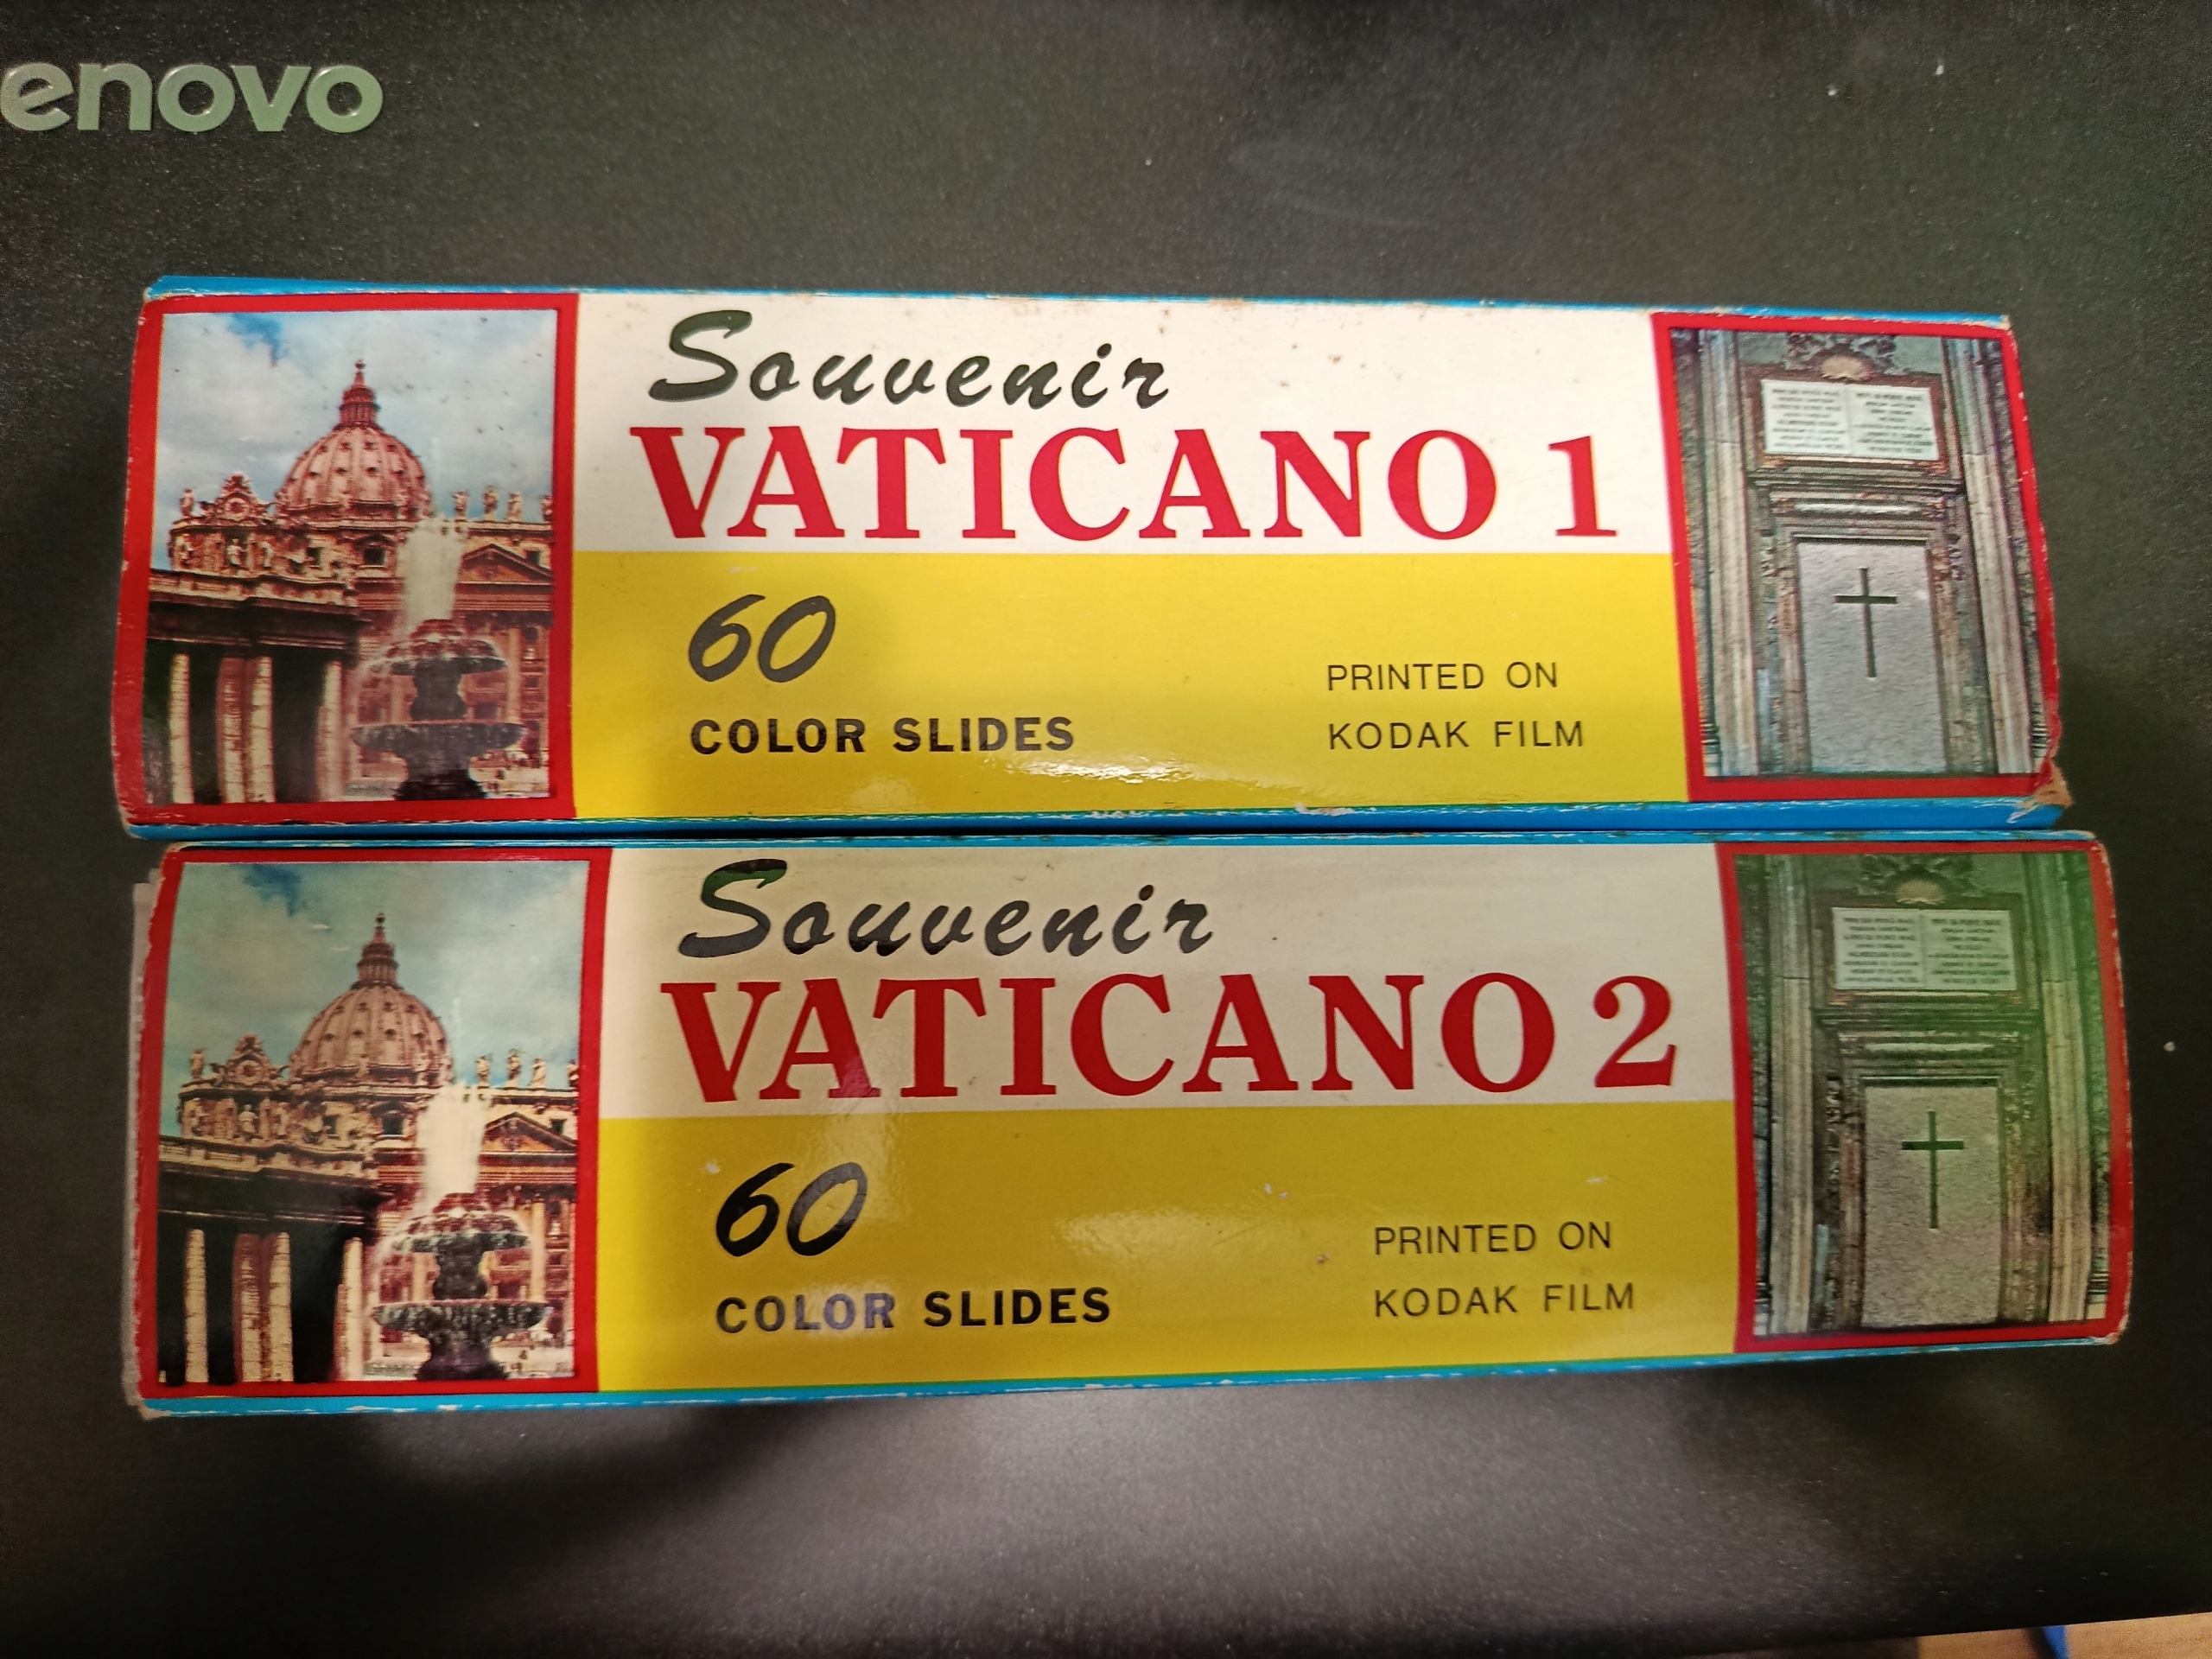 enovo
Souvenir
VATICANO 1
60
COLOR SLIDES
PRINTED ON
KODAK FILM
Souvenir
VATICANO 2
60
COLOR SLIDES
PRINTED ON
KODAK FILM